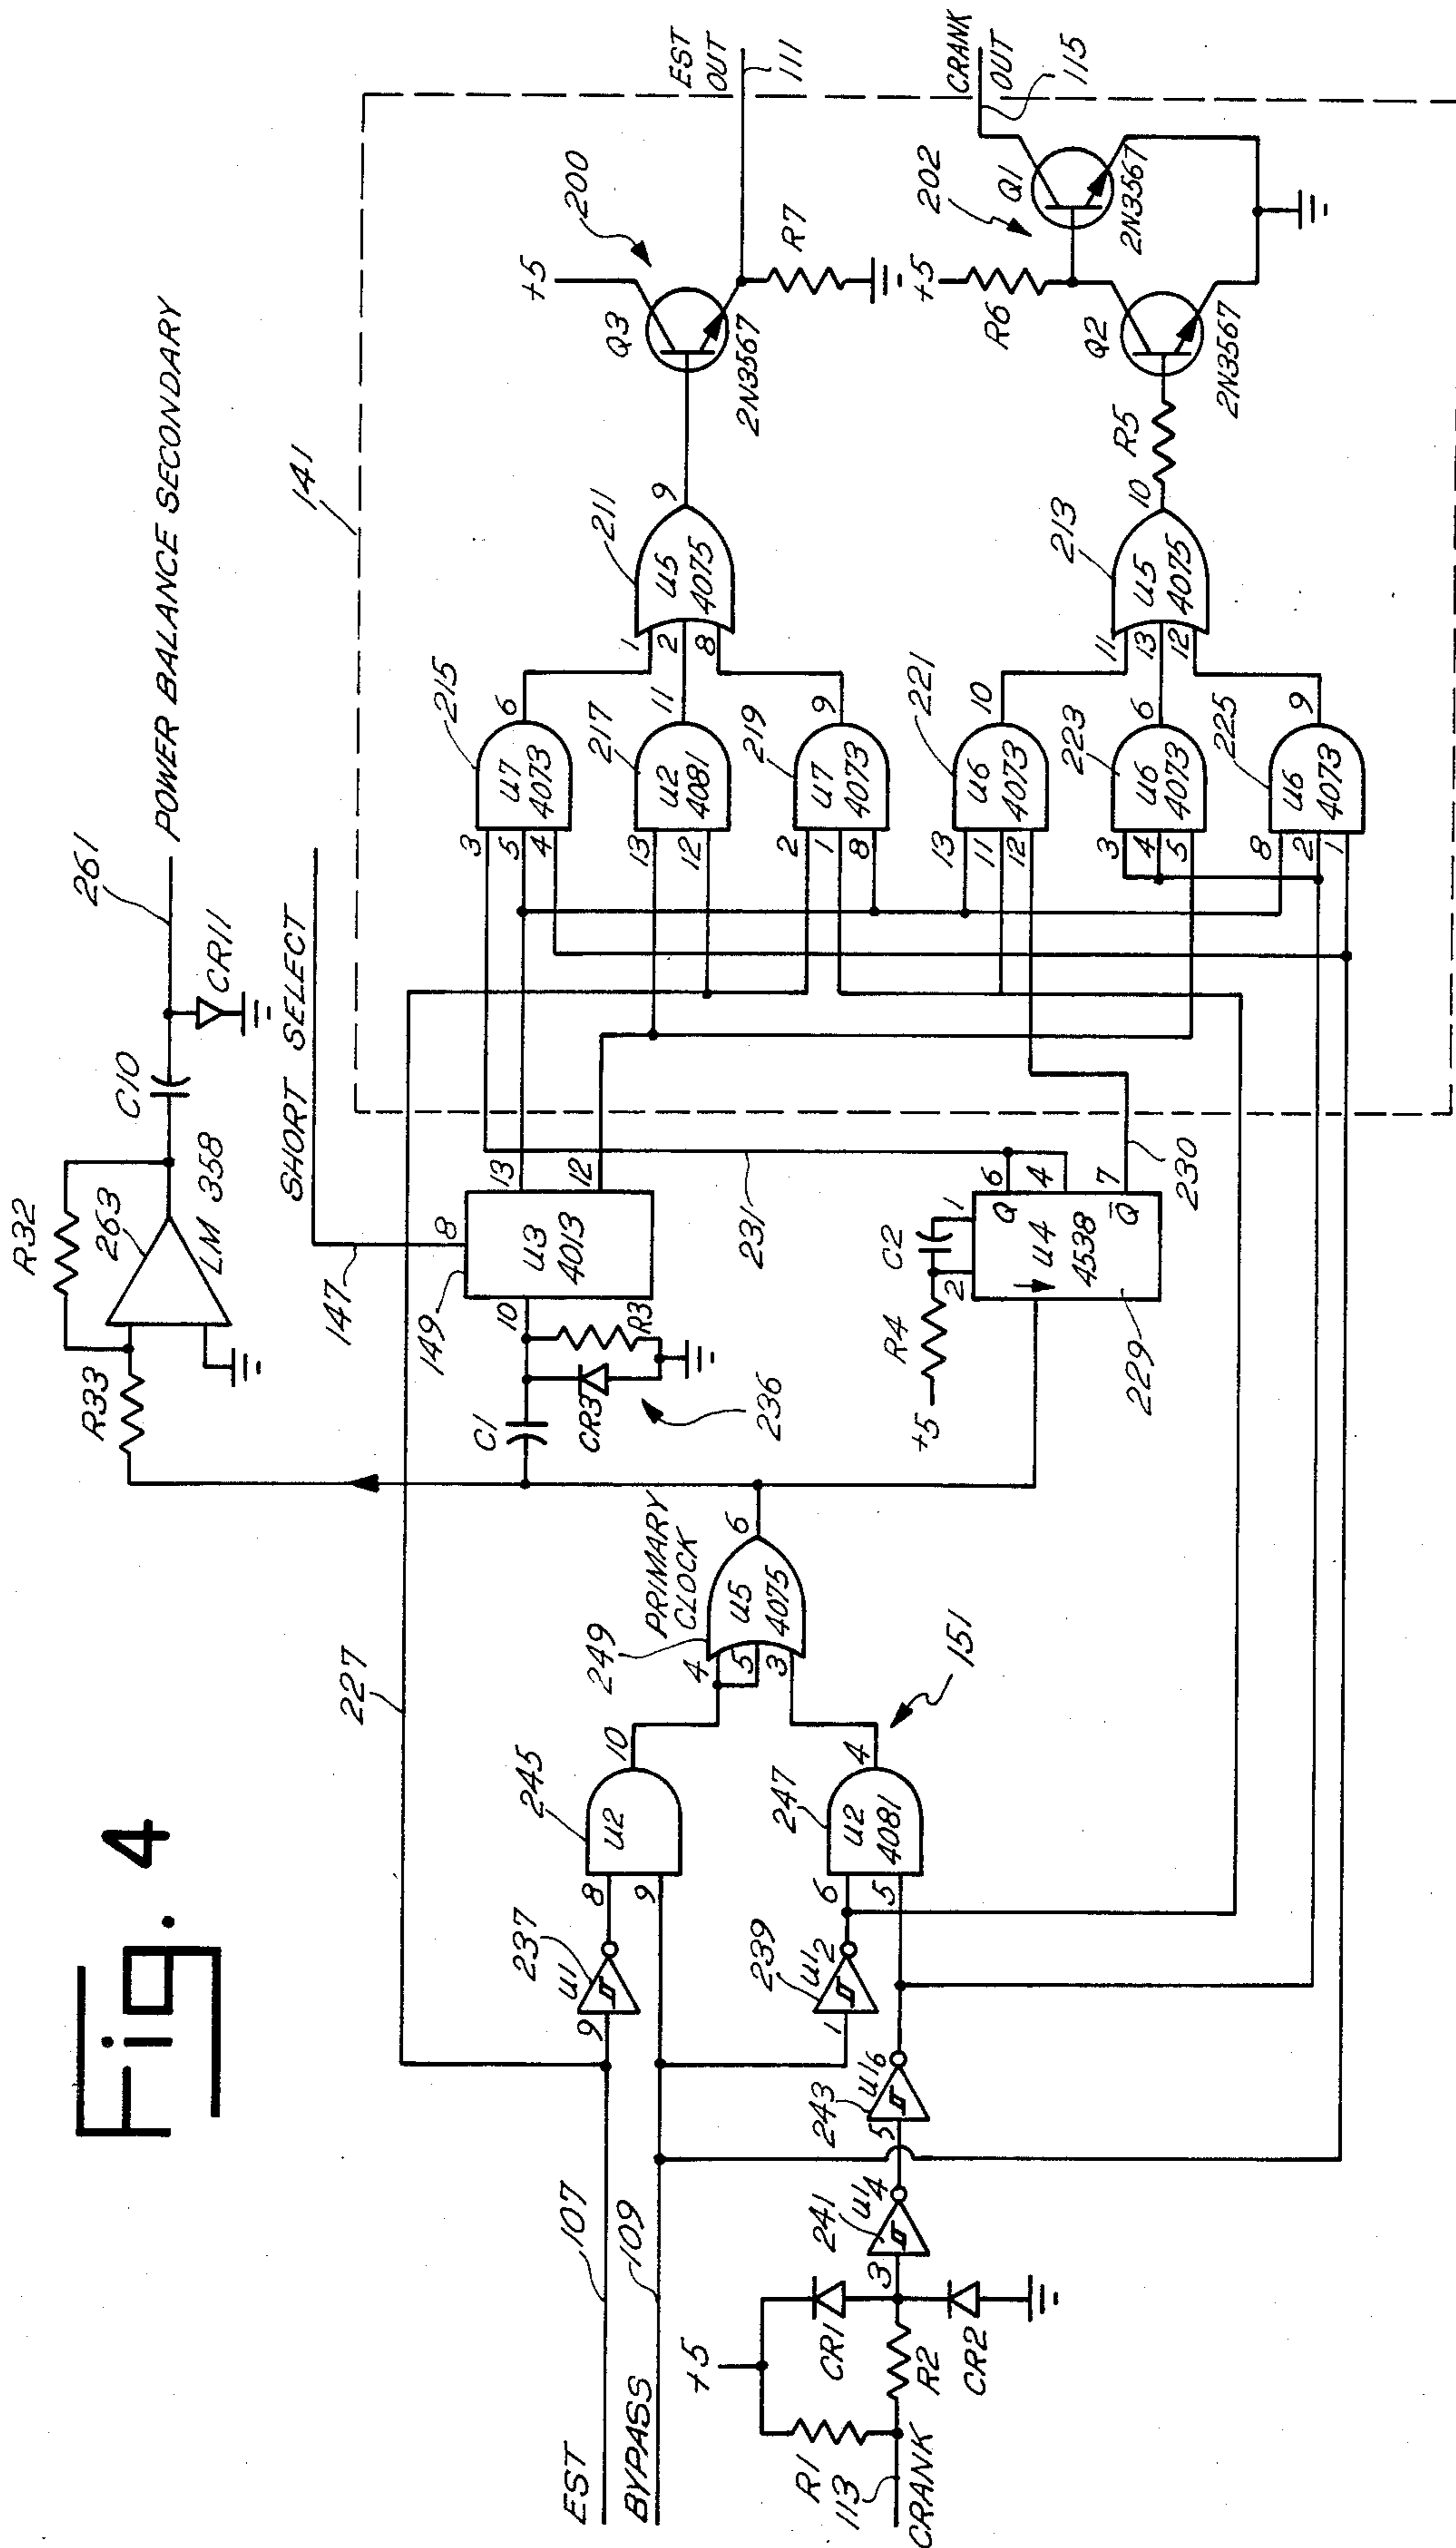 Fig. 4
EST
107
BYPASS
109
+5
R1
113
CRANK
R2
CR1
CR2
3
241
U1
4
5
243
U1
6
227
9
237
U1
8
9
245
U2
10
1
239
U1
2
6
5
247
U2
4081
4
151
249
4
5
3
PRIMARY
CLOCK
U5
4075
6
R33
R32
263
LM 358
C10
261
CR11
POWER BALANCE SECONDARY
SHORT SELECT
147
149
8
C1
10
U3
4013
13
12
CR3
R3
236
231
+5
R4
C2
2
1
U4
4538
Q
6
4
Q̄
7
229
230
141
3
5
4
U7
4073
6
215
13
12
U2
4081
11
217
2
1
8
U7
4073
9
219
13
11
12
U6
4073
10
221
3
4
5
U6
4073
6
223
8
2
1
U6
4073
9
225
1
2
8
U5
4075
9
211
11
13
12
U5
4075
10
213
+5
Q3
2N3567
200
R7
EST
OUT
111
+5
R6
R5
Q2
2N3567
202
Q1
2N3567
CRANK
OUT
115